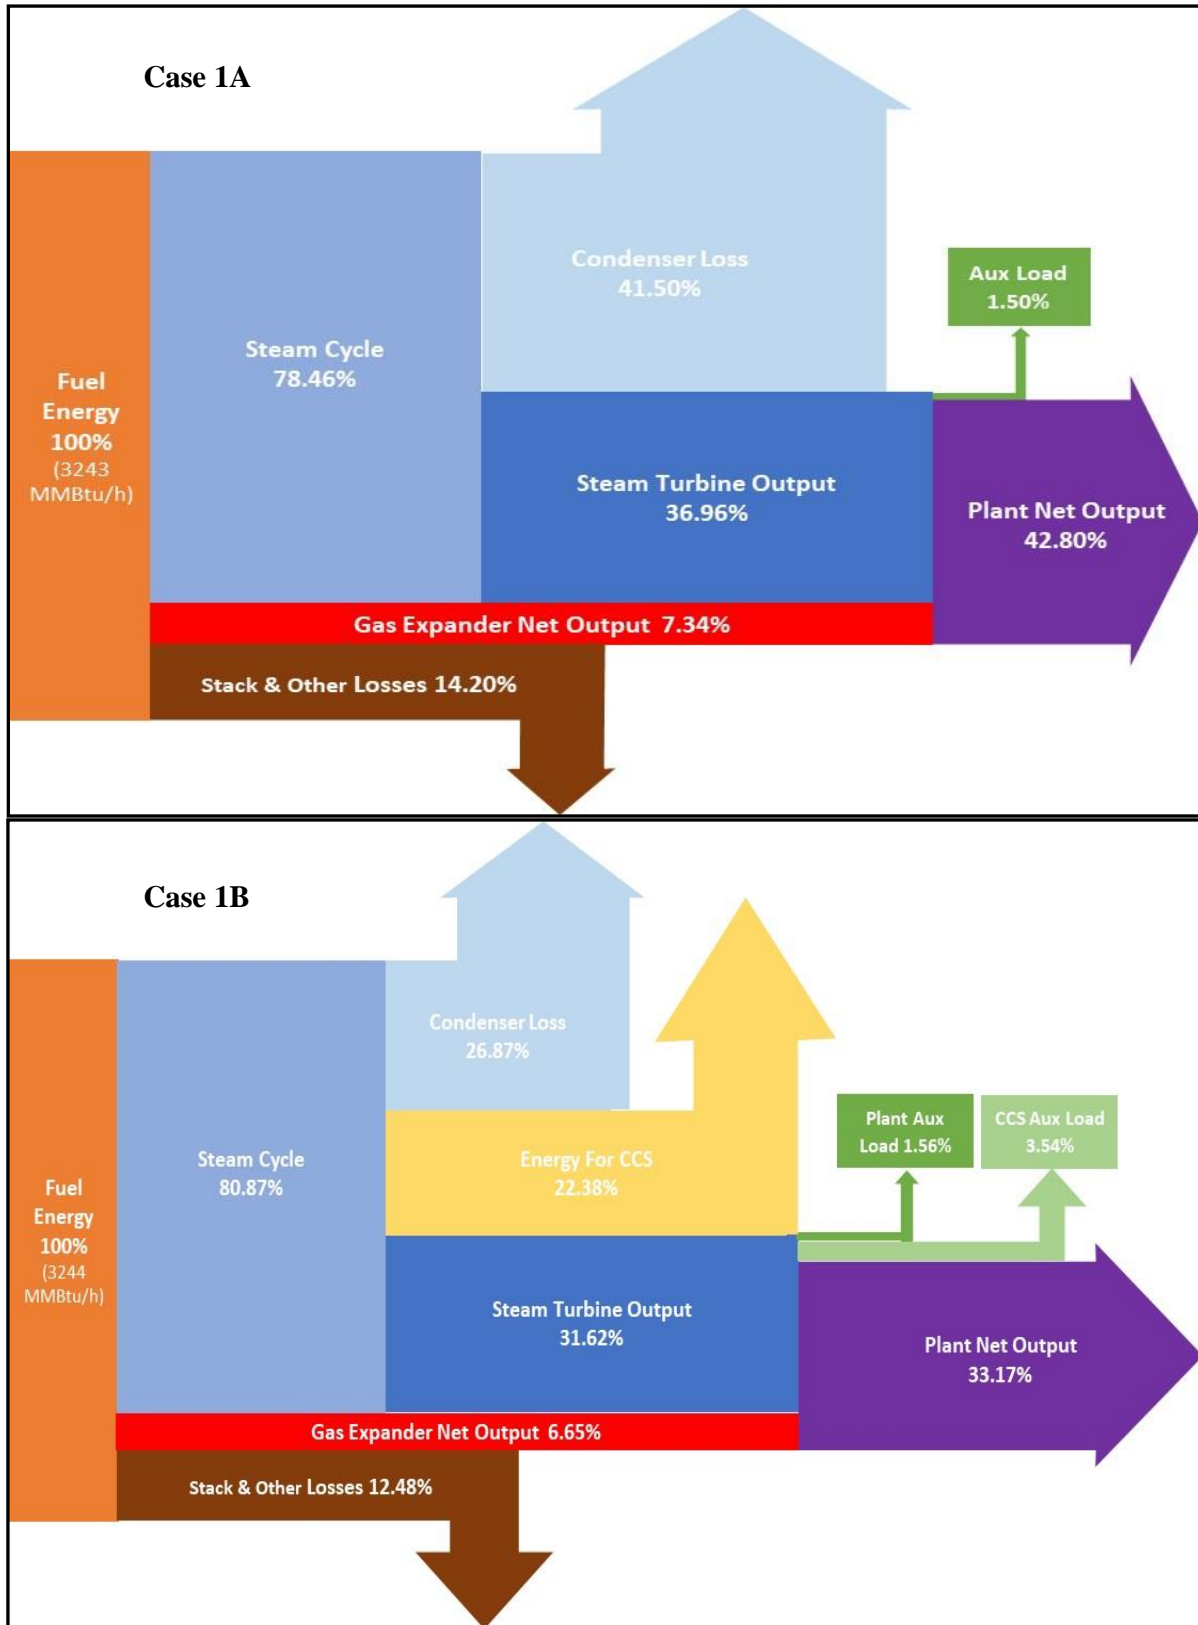 Case 1A
Condenser Loss
41.50%
Aux Load
1.50%
Steam Cycle
78.46%
Fuel
Energy
100%
(3243
MMBtu/h)
Steam Turbine Output
36.96%
Plant Net Output
42.80%
Gas Expander Net Output 7.34%
Stack & Other Losses 14.20%
Case 1B
Condenser Loss
26.87%
Plant Aux
Load 1.56%
CCS Aux Load
3.54%
Steam Cycle
80.87%
Energy For CCS
22.38%
Fuel
Energy
100%
(3244
MMBtu/h)
Steam Turbine Output
31.62%
Plant Net Output
33.17%
Gas Expander Net Output 6.65%
Stack & Other Losses 12.48%